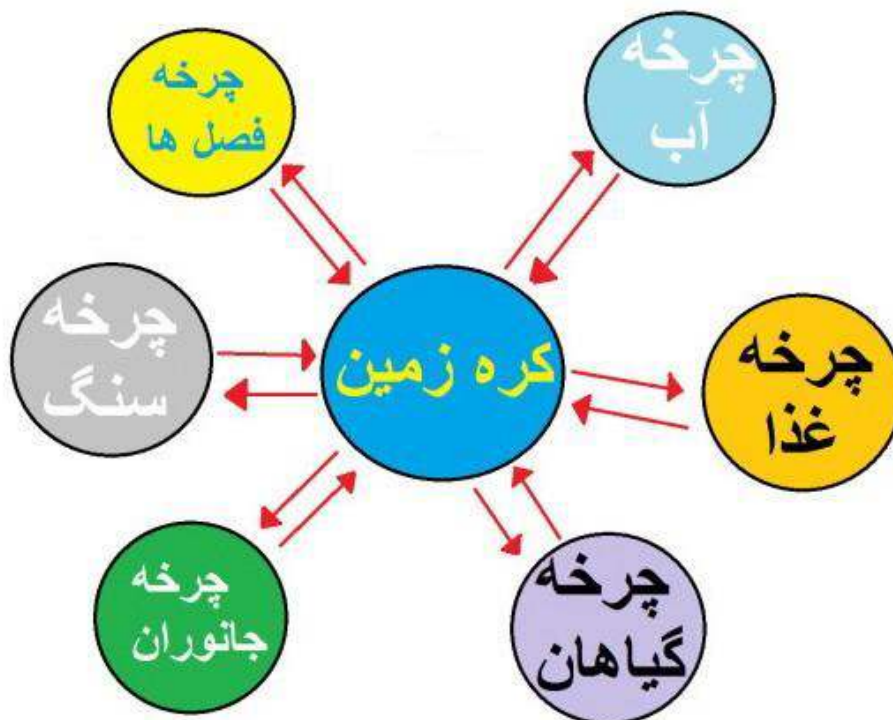 چرخه
آب
چرخه
فصل ها
چرخه
غذا
کره زمین
چرخه
سنگ
چرخه
گیاهان
چرخه
جانوران